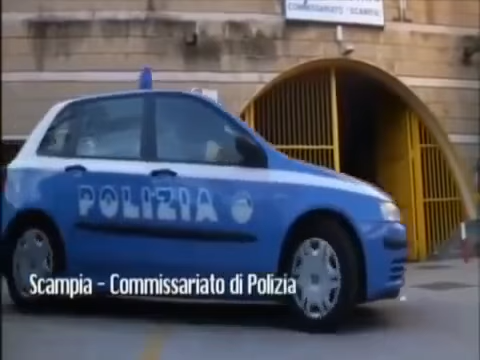 COMMISSARIATO "SCAMPIA"
POLIZIA
Scampia - Commissariato di Polizia